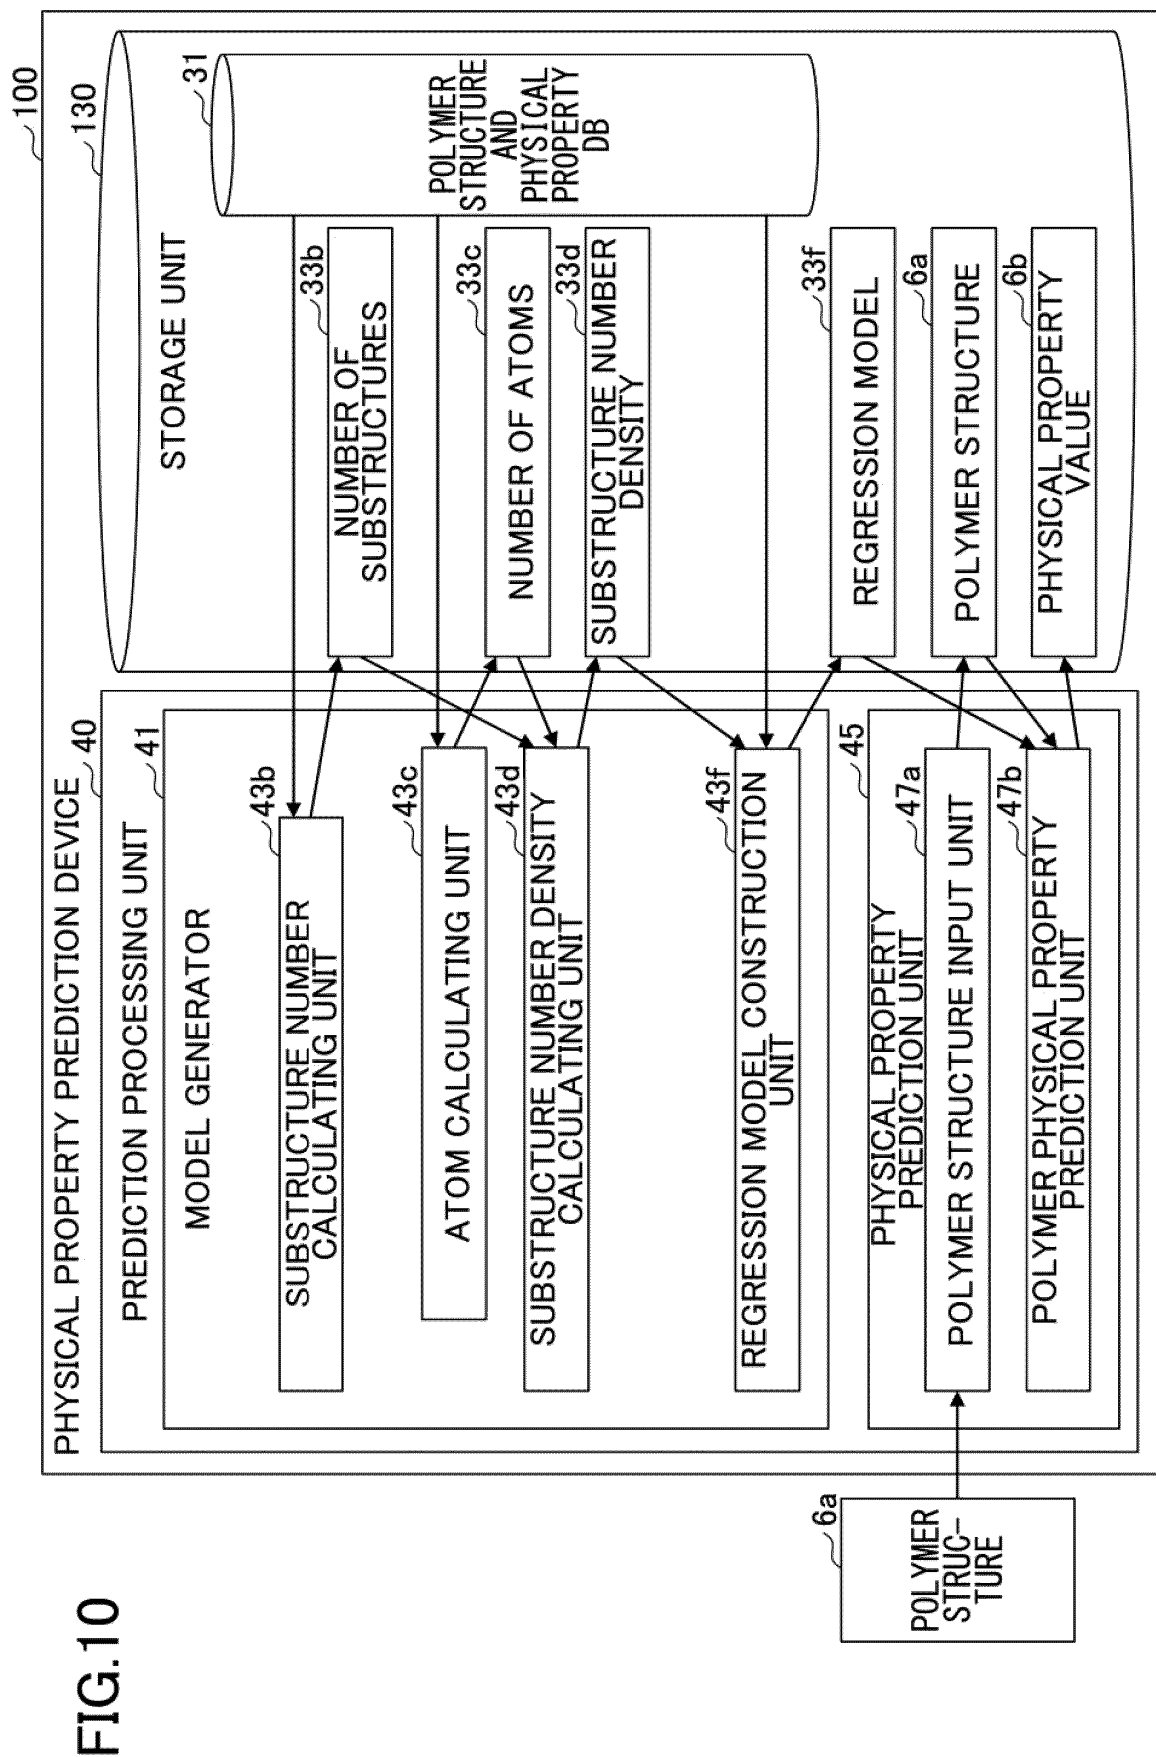 FIG.10
100
PHYSICAL PROPERTY PREDICTION DEVICE
40
PREDICTION PROCESSING UNIT
41
MODEL GENERATOR
43b
SUBSTRUCTURE NUMBER
CALCULATING UNIT
43c
ATOM CALCULATING UNIT
43d
SUBSTRUCTURE NUMBER DENSITY
CALCULATING UNIT
43f
REGRESSION MODEL CONSTRUCTION
UNIT
45
PHYSICAL PROPERTY
PREDICTION UNIT
47a
POLYMER STRUCTURE INPUT UNIT
47b
POLYMER PHYSICAL PROPERTY
PREDICTION UNIT
6a
POLYMER
STRUC-
TURE
130
STORAGE UNIT
31
POLYMER
STRUCTURE
AND
PHYSICAL
PROPERTY
DB
33b
NUMBER OF
SUBSTRUCTURES
33c
NUMBER OF ATOMS
33d
SUBSTRUCTURE NUMBER
DENSITY
33f
REGRESSION MODEL
6a
POLYMER STRUCTURE
6b
PHYSICAL PROPERTY
VALUE